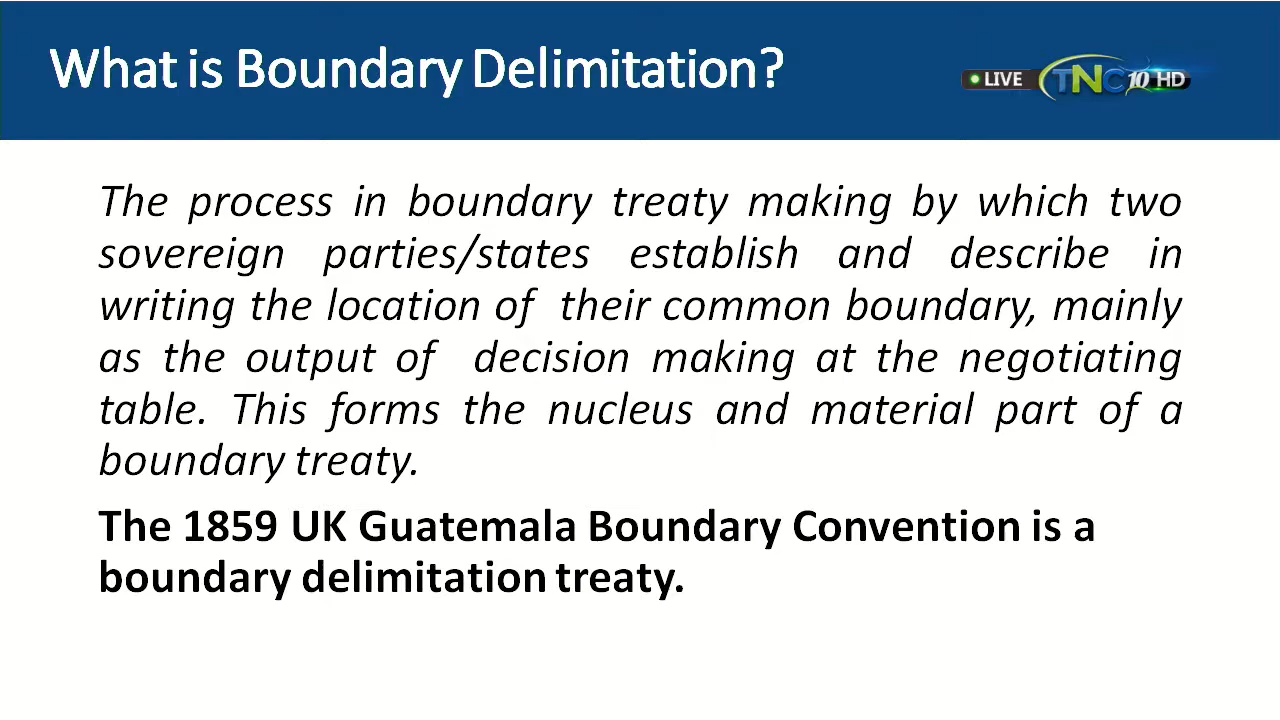 What is Boundary Delimitation?
LIVE TNC 10 HD
The process in boundary treaty making by which two
sovereign parties/states establish and describe in
writing the location of their common boundary, mainly
as the output of decision making at the negotiating
table. This forms the nucleus and material part of a
boundary treaty.
The 1859 UK Guatemala Boundary Convention is a
boundary delimitation treaty.